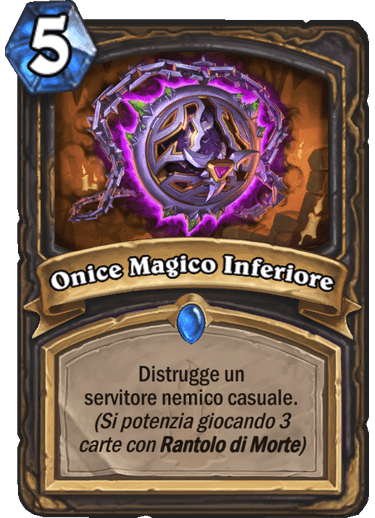 5
Onice Magico Inferiore
Distrugge un
servitore nemico casuale.
(Si potenzia giocando 3
carte con Rantolo di Morte)